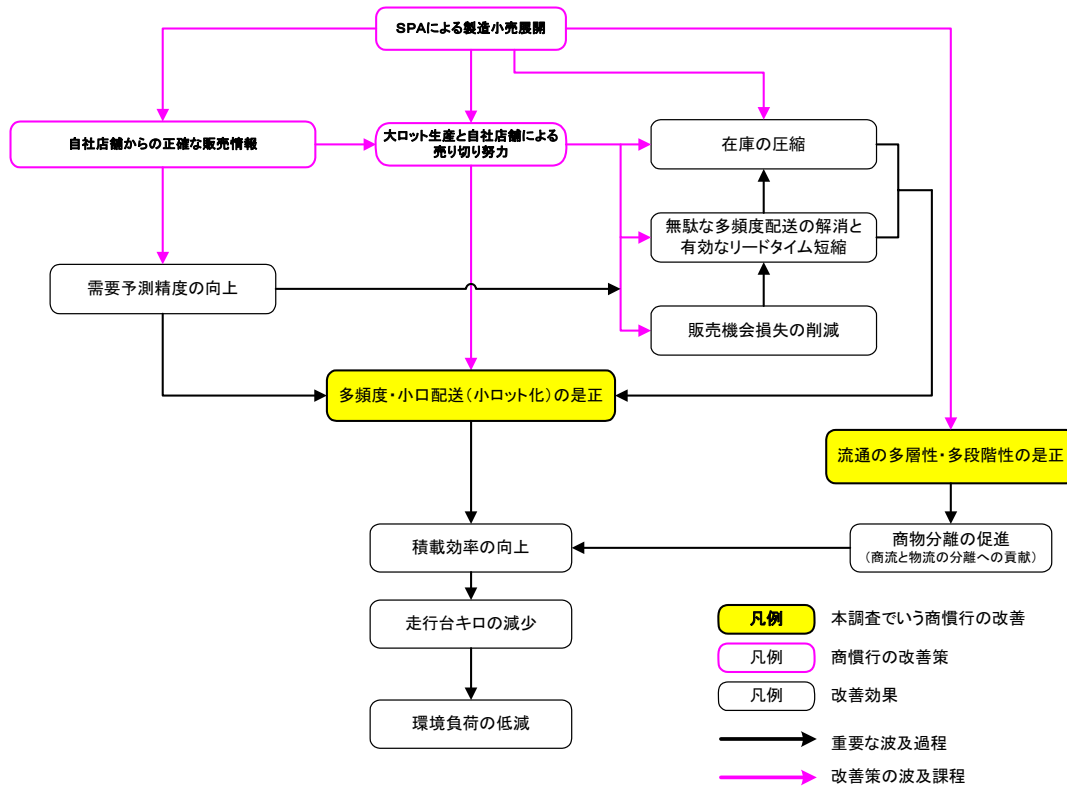 SPAによる製造小売展開
自社店舗からの正確な販売情報
大ロット生産と自社店舗による
売り切り努力
在庫の圧縮
無駄な多頻度配送の解消と
有効なリードタイム短縮
需要予測精度の向上
販売機会損失の削減
多頻度・小口配送(小ロット化)の是正
流通の多層性・多段階性の是正
積載効率の向上
商物分離の促進
(商流と物流の分離への貢献)
走行台キロの減少
環境負荷の低減
凡例 本調査でいう商慣行の改善
凡例 商慣行の改善策
凡例 改善効果
重要な波及過程
改善策の波及課程